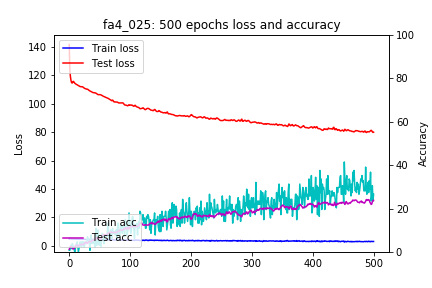 fa4_025: 500 epochs loss and accuracy
Train loss
Test loss
Train acc
Test acc
Loss
Accuracy
140
120
100
80
60
40
20
0
100
80
60
40
20
0
0 100 200 300 400 500